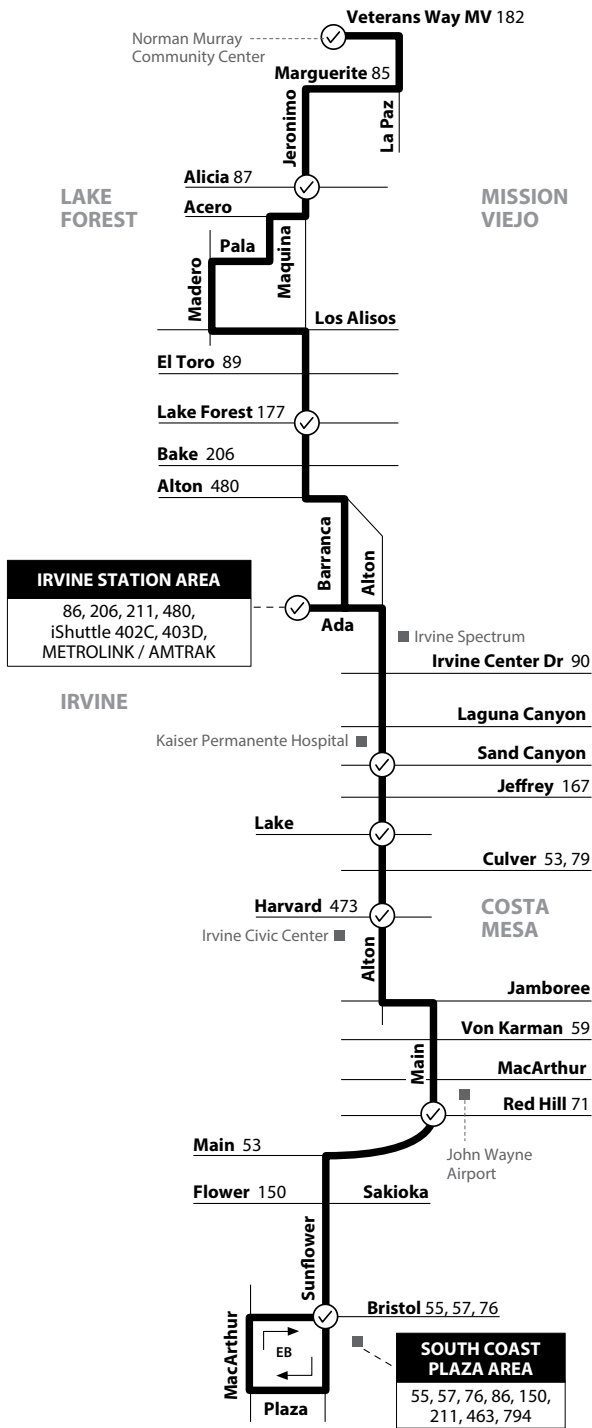 Veterans Way MV 182
Norman Murray
Community Center
Marguerite 85
Jeronimo
La Paz
Alicia 87
LAKE
FOREST
MISSION
VIEJO
Acero
Pala
Maquina
Madero
Los Alisos
El Toro 89
Lake Forest 177
Bake 206
Alton 480
Barranca
Alton
IRVINE STATION AREA
86, 206, 211, 480,
iShuttle 402C, 403D,
METROLINK / AMTRAK
Ada
Irvine Spectrum
Irvine Center Dr 90
IRVINE
Laguna Canyon
Kaiser Permanente Hospital
Sand Canyon
Jeffrey 167
Lake
Culver 53, 79
Harvard 473
COSTA
MESA
Irvine Civic Center
Alton
Jamboree
Von Karman 59
Main
MacArthur
Red Hill 71
Main 53
John Wayne
Airport
Flower 150
Sakioka
Sunflower
Bristol 55, 57, 76
MacArthur
EB
Plaza
SOUTH COAST
PLAZA AREA
55, 57, 76, 86, 150,
211, 463, 794